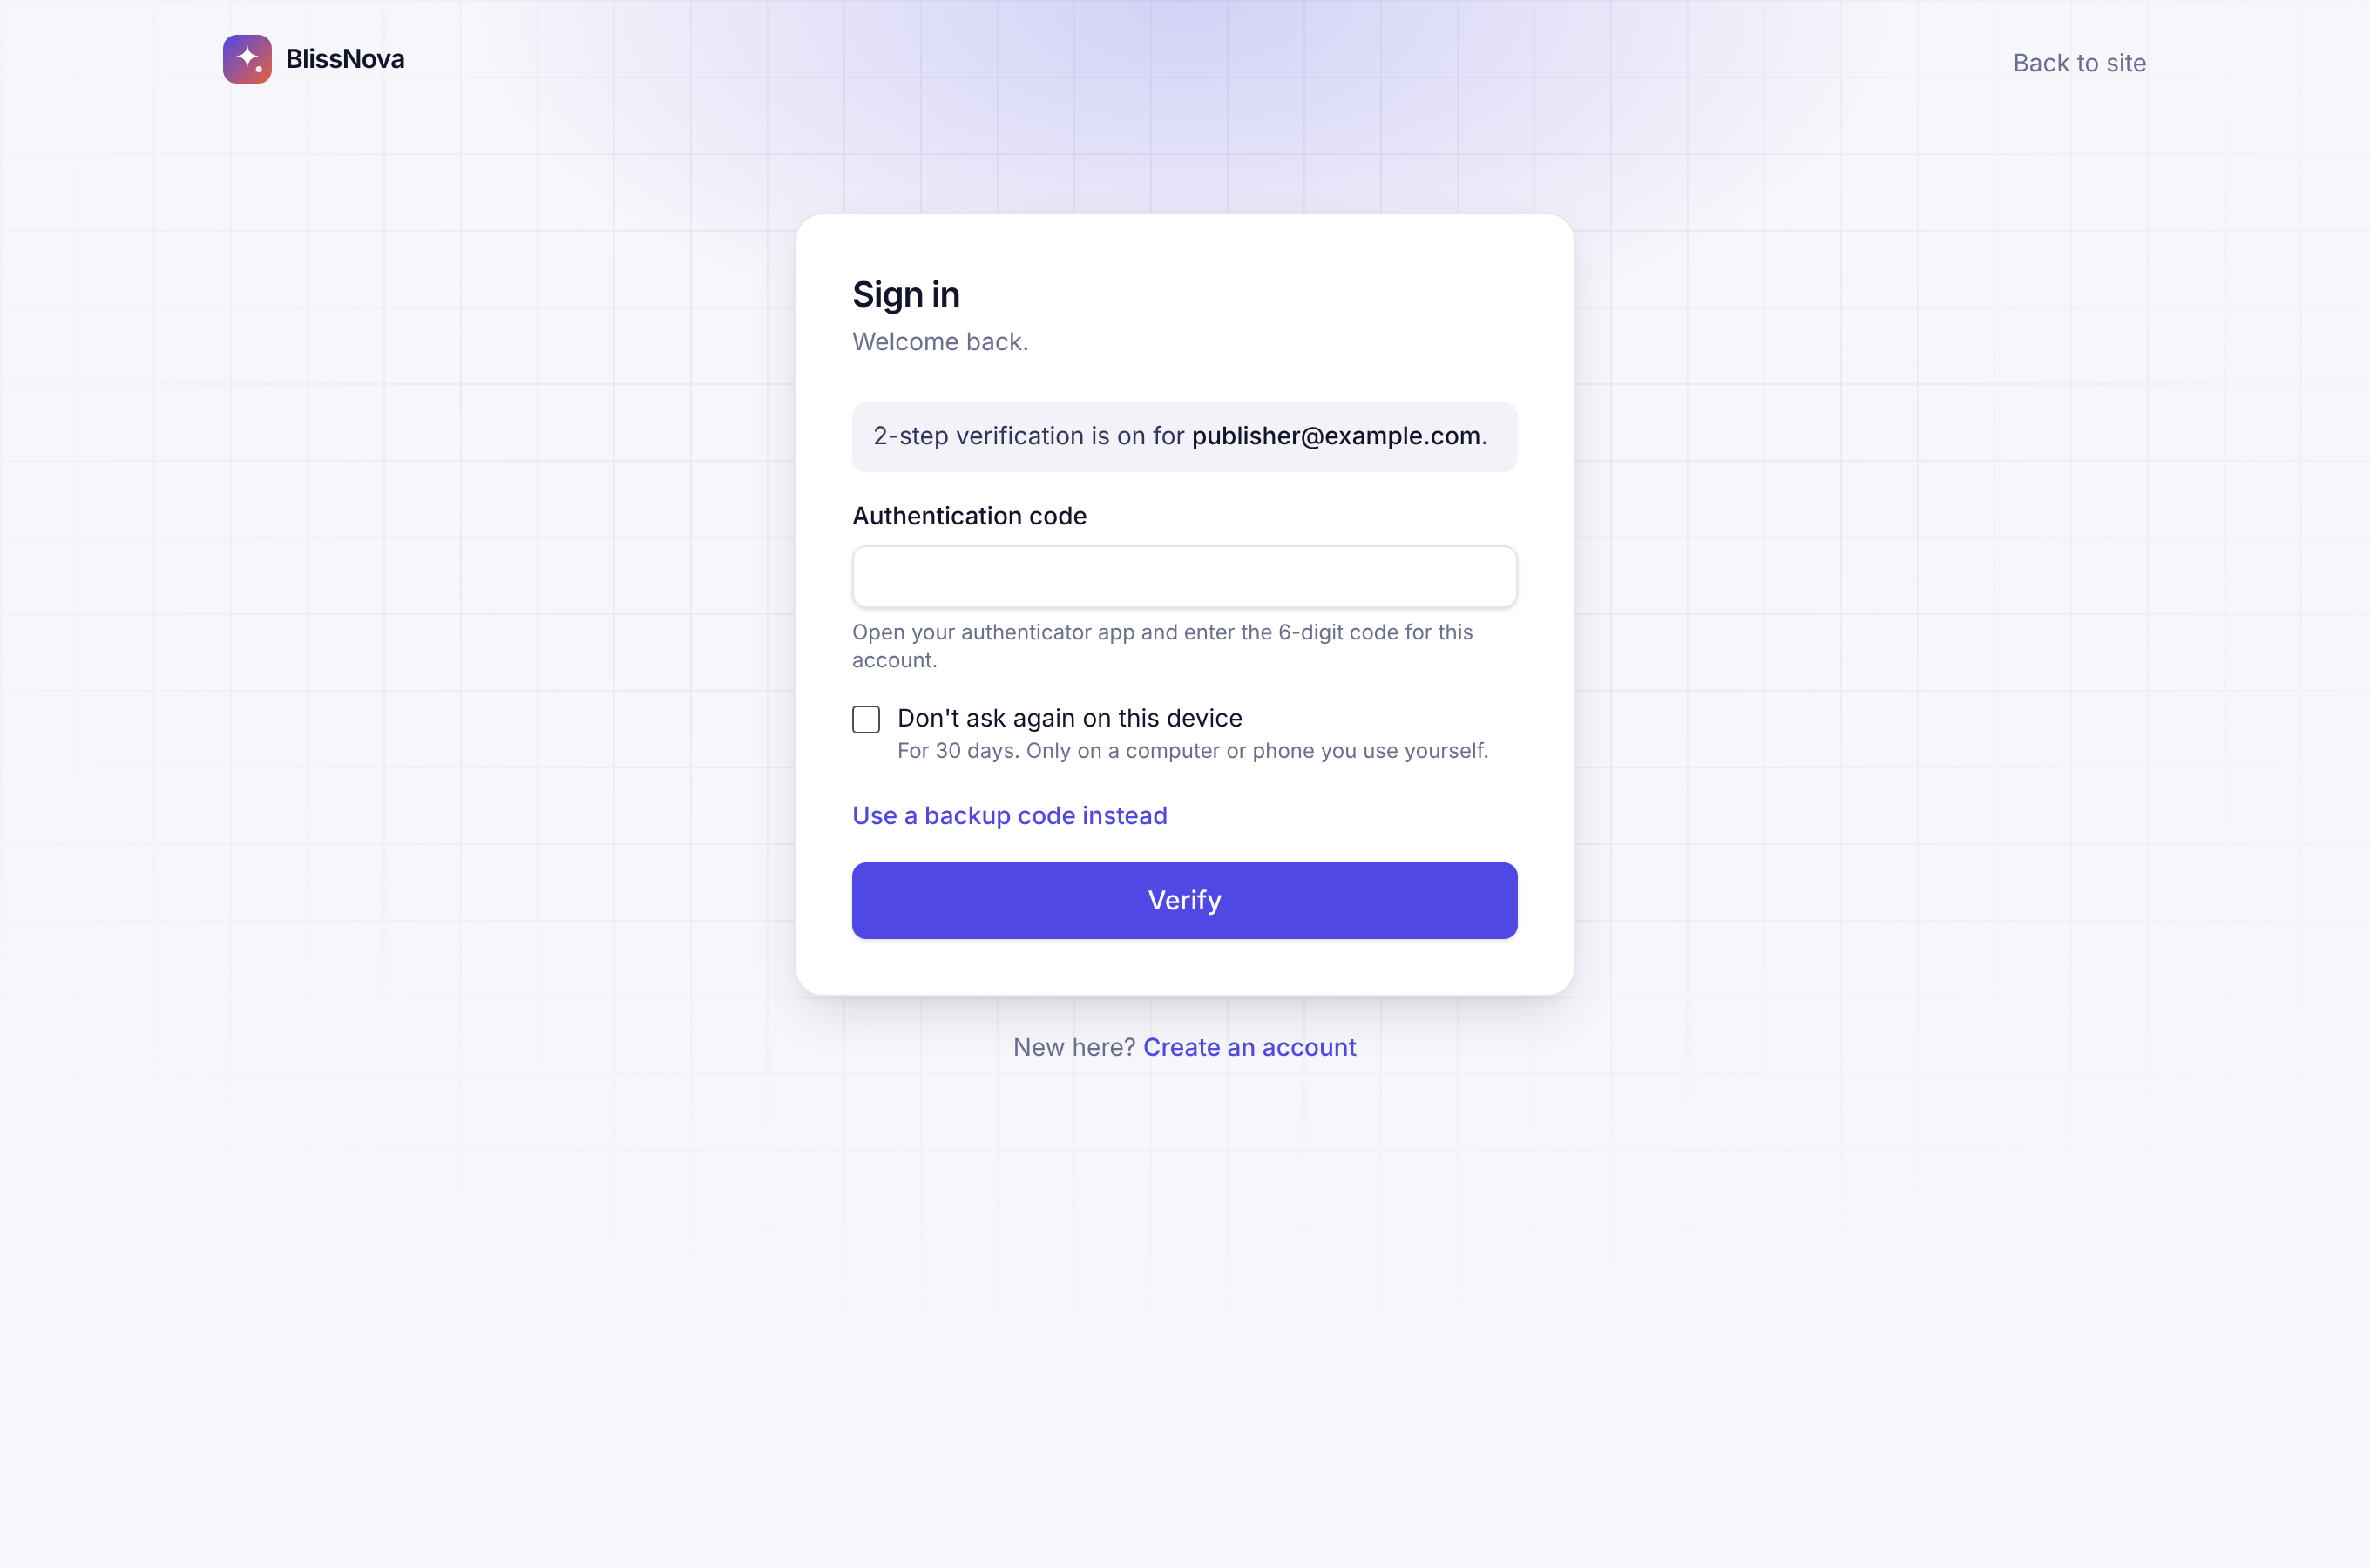 BlissNova
Back to site
Sign in
Welcome back.
2-step verification is on for publisher@example.com.
Authentication code
Open your authenticator app and enter the 6-digit code for this
account.
Don't ask again on this device
For 30 days. Only on a computer or phone you use yourself.
Use a backup code instead
Verify
New here? Create an account